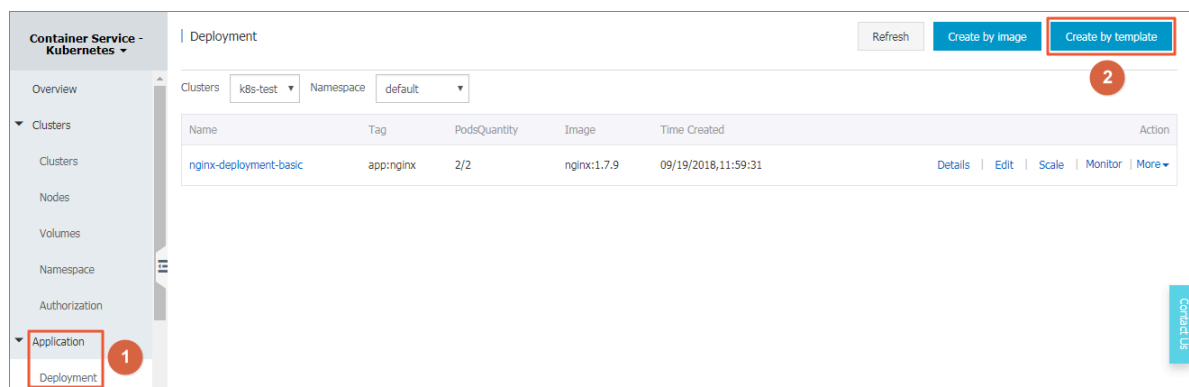 Container Service -
Kubernetes
Overview
Clusters
Clusters
Nodes
Volumes
Namespace
Authorization
Application
1
Deployment
Deployment
Refresh
Create by image
Create by template
2
Clusters k8s-test Namespace default
Name Tag PodsQuantity Image Time Created Action
nginx-deployment-basic app:nginx 2/2 nginx:1.7.9 09/19/2018,11:59:31 Details | Edit | Scale | Monitor | More
Contact Us